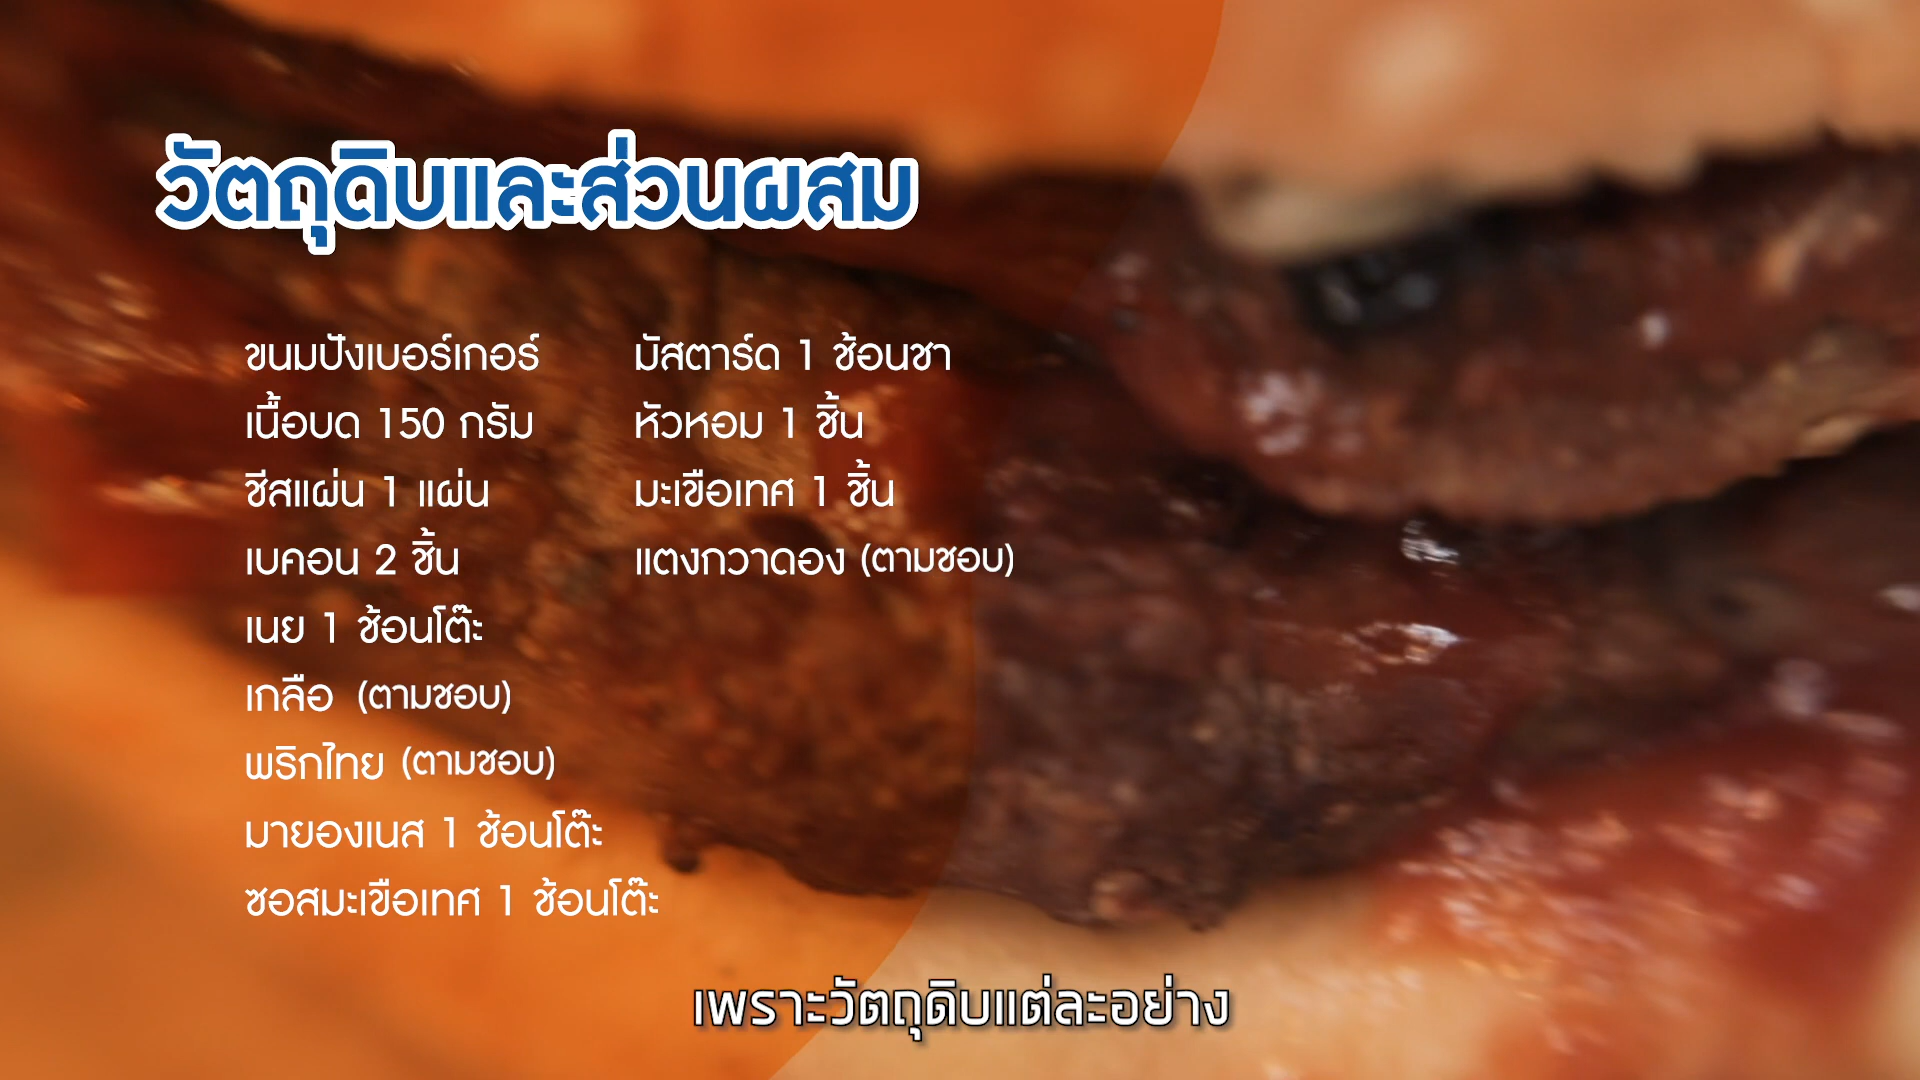 วัตถุดิบและส่วนผสม
ขนมปังเบอร์เกอร์
เนื้อบด 150 กรัม
ชีสแผ่น 1 แผ่น
เบคอน 2 ชิ้น
เนย 1 ช้อนโต๊ะ
เกลือ (ตามชอบ)
พริกไทย (ตามชอบ)
มายองเนส 1 ช้อนโต๊ะ
ซอสมะเขือเทศ 1 ช้อนโต๊ะ
มัสตาร์ด 1 ช้อนชา
หัวหอม 1 ชิ้น
มะเขือเทศ 1 ชิ้น
แตงกวาดอง (ตามชอบ)
เพราะวัตถุดิบแต่ละอย่าง